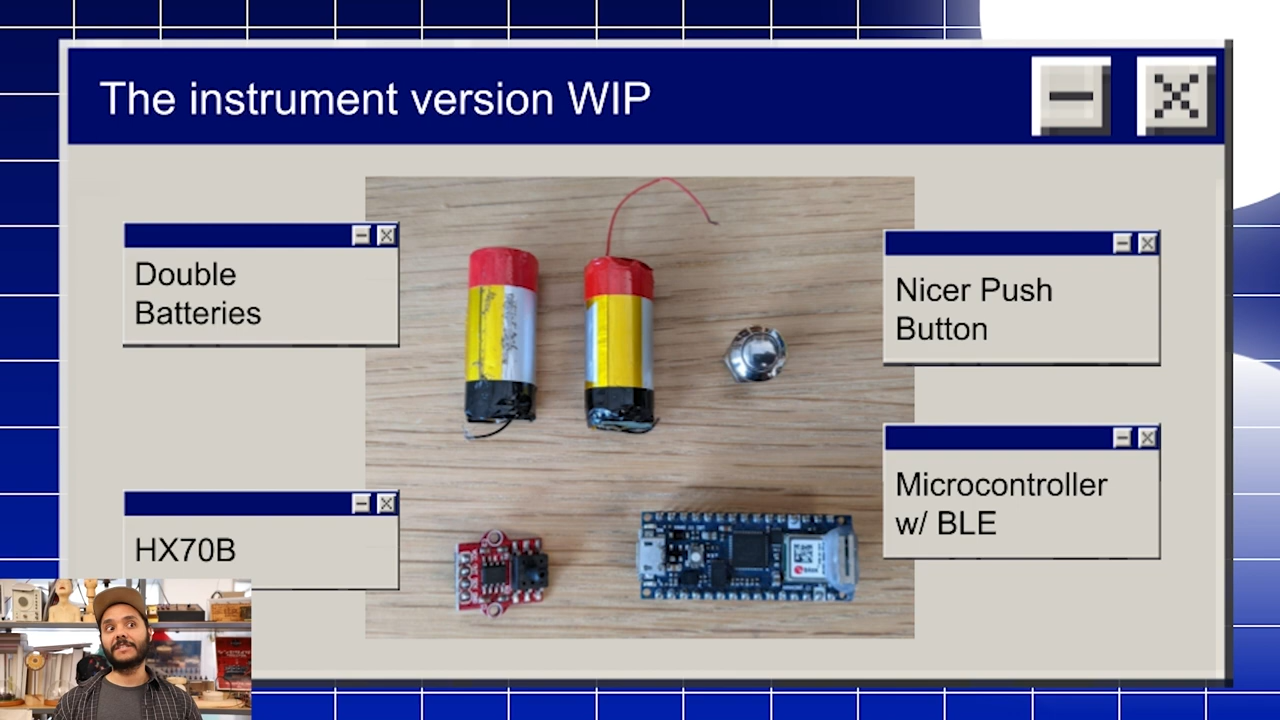 The instrument version WIP
Double
Batteries
Nicer Push
Button
Microcontroller
w/ BLE
HX70B